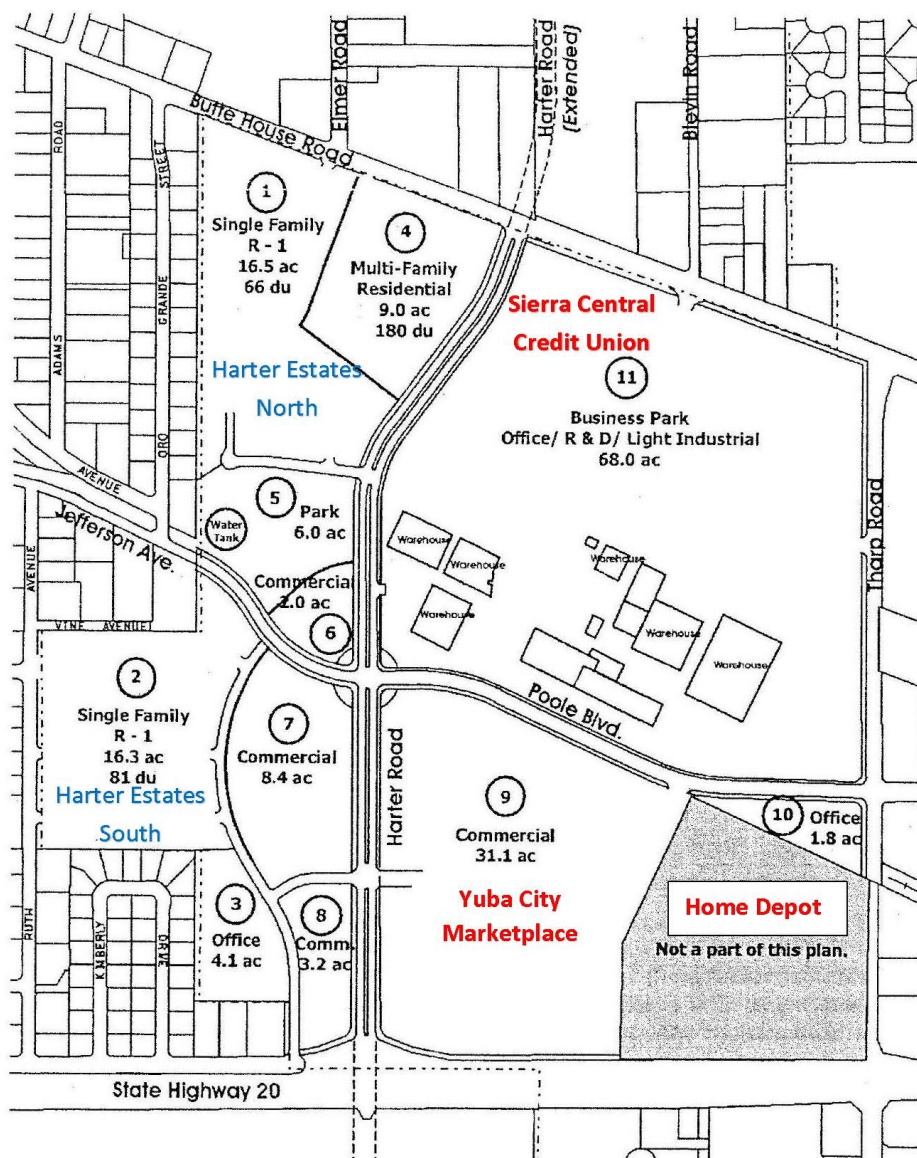 Elmer Road
Harter Road
(Extended)
Blevin Road
Butte House Road
ROAD
ADAMS
STREET
GRANDE
ORO
1
Single Family
R - 1
16.5 ac
66 du
4
Multi-Family
Residential
9.0 ac
180 du
Sierra Central
Credit Union
11
Business Park
Office/ R & D/ Light Industrial
68.0 ac
Harter Estates
North
AVENUE
Jefferson Ave.
5
Park
6.0 ac
Water
Tank
Warehouse
Warehouse
Warehouse
Warehouse
Warehouse
Warehouse
Tharp Road
Commercial
2.0 ac
6
AVENUE
VINE AVENUE
2
Single Family
R - 1
16.3 ac
81 du
Harter Estates
South
7
Commercial
8.4 ac
Harter Road
Poole Blvd.
9
Commercial
31.1 ac
Yuba City
Marketplace
10
Office
1.8 ac
Home Depot
Not a part of this plan.
RUTH
KIMBERLY
DRIVE
3
Office
4.1 ac
8
Comm.
3.2 ac
State Highway 20